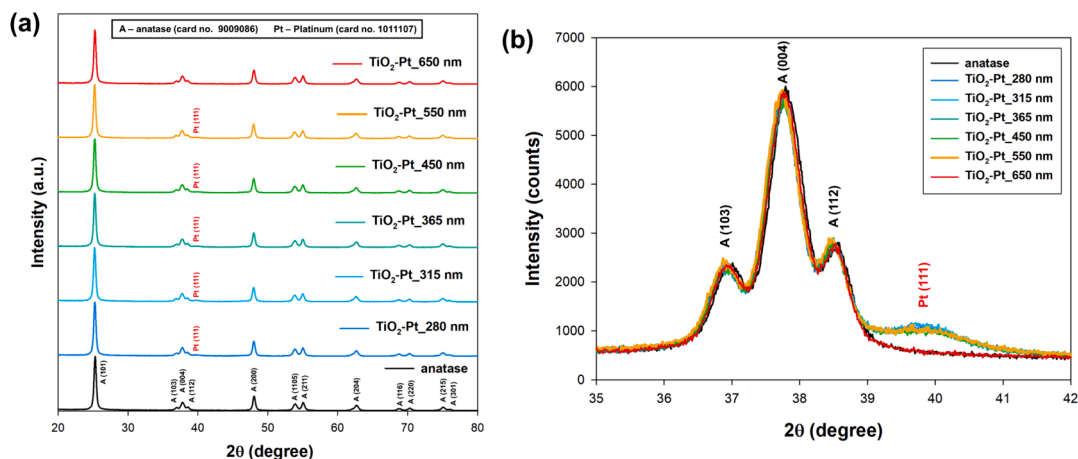 (a)
A – anatase (card no. 9009086) Pt – Platinum (card no. 1011107)
TiO2-Pt_650 nm
TiO2-Pt_550 nm
Pt (111)
TiO2-Pt_450 nm
Pt (111)
TiO2-Pt_365 nm
Pt (111)
TiO2-Pt_315 nm
Pt (111)
TiO2-Pt_280 nm
Pt (111)
anatase
A (101)
A (103)
A (004)
A (112)
A (200)
A (1105)
A (211)
A (204)
A (116)
A (220)
A (215)
A (301)
Intensity (a.u.)
20 30 40 50 60 70 80
2θ (degree)
(b)
7000
6000
5000
4000
3000
2000
1000
0
Intensity (counts)
A (103)
A (004)
A (112)
Pt (111)
anatase
TiO2-Pt_280 nm
TiO2-Pt_315 nm
TiO2-Pt_365 nm
TiO2-Pt_450 nm
TiO2-Pt_550 nm
TiO2-Pt_650 nm
35 36 37 38 39 40 41 42
2θ (degree)